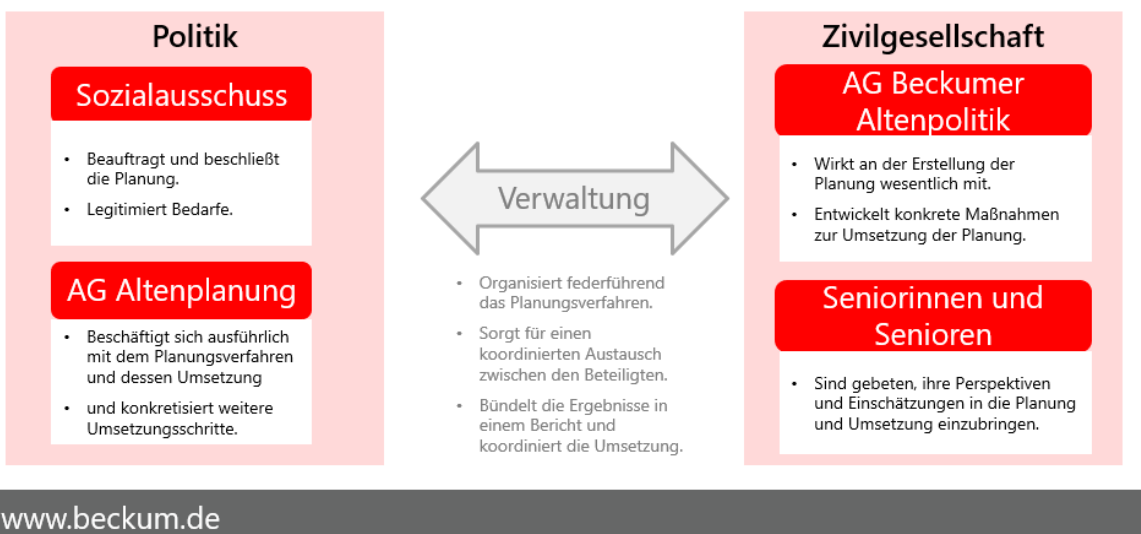 Politik
Sozialausschuss
• Beauftragt und beschließt
die Planung.
• Legitimiert Bedarfe.
AG Altenplanung
• Beschäftigt sich ausführlich
mit dem Planungsverfahren
und dessen Umsetzung
• und konkretisiert weitere
Umsetzungsschritte.
Verwaltung
• Organisiert federführend
das Planungsverfahren.
• Sorgt für einen
koordinierten Austausch
zwischen den Beteiligten.
• Bündelt die Ergebnisse in
einem Bericht und
koordiniert die Umsetzung.
Zivilgesellschaft
AG Beckumer
Altenpolitik
• Wirkt an der Erstellung der
Planung wesentlich mit.
• Entwickelt konkrete Maßnahmen
zur Umsetzung der Planung.
Seniorinnen und
Senioren
• Sind gebeten, ihre Perspektiven
und Einschätzungen in die Planung
und Umsetzung einzubringen.
www.beckum.de